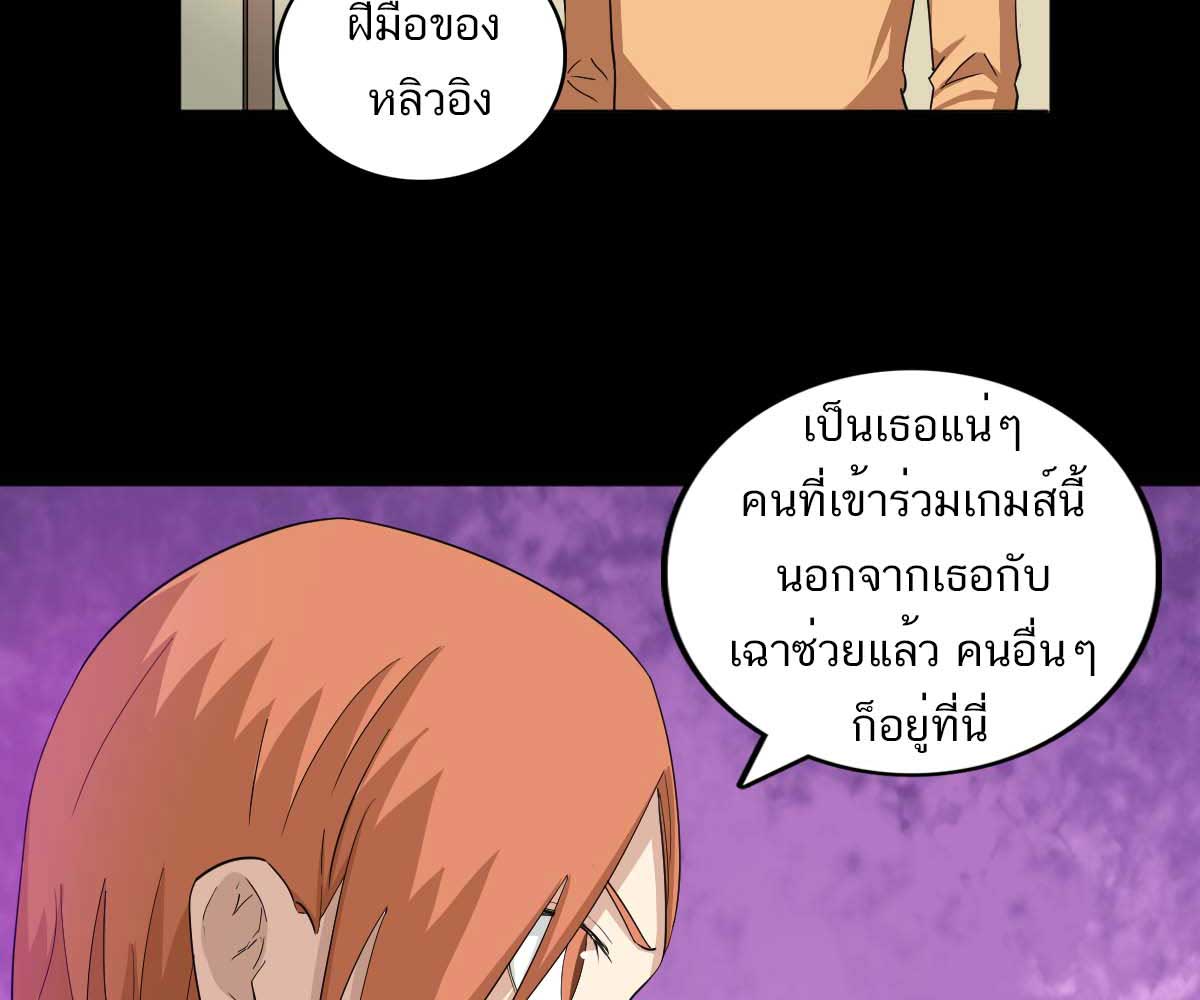 ฝีมือของ
หลิวอิง
เป็นเธอแน่ๆ
คนที่เข้าร่วมเกมส์นี้
นอกจากเธอกับ
เฉาซ่วยแล้ว คนอื่นๆ
ก็อยู่ที่นี่